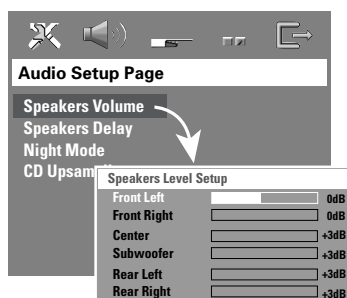 Audio Setup Page
Speakers Volume
Speakers Delay
Night Mode
CD
Speakers Level Setup
Front Left 0dB
Front Right 0dB
Center +3dB
Subwoofer +3dB
Rear Left +3dB
Rear Right +3dB